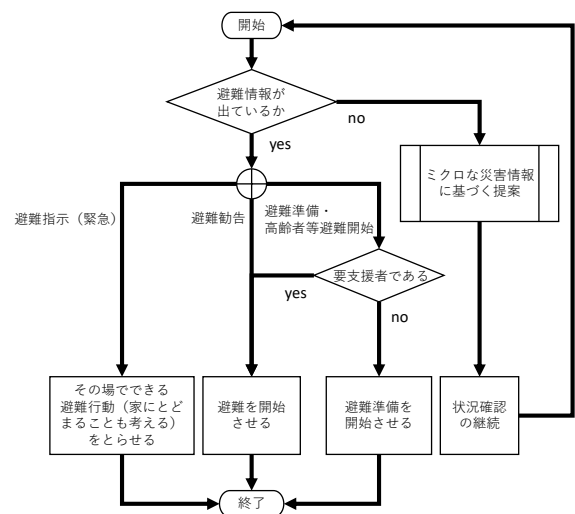 開始
避難情報が
出ているか
no
yes
ミクロな災害情報
に基づく提案
避難指示（緊急）
避難勧告
避難準備・
高齢者等避難開始
要支援者である
yes
no
その場でできる
避難行動（家にとど
まることも考える）
をとらせる
避難を開始
させる
避難準備を
開始させる
状況確認
の継続
終了